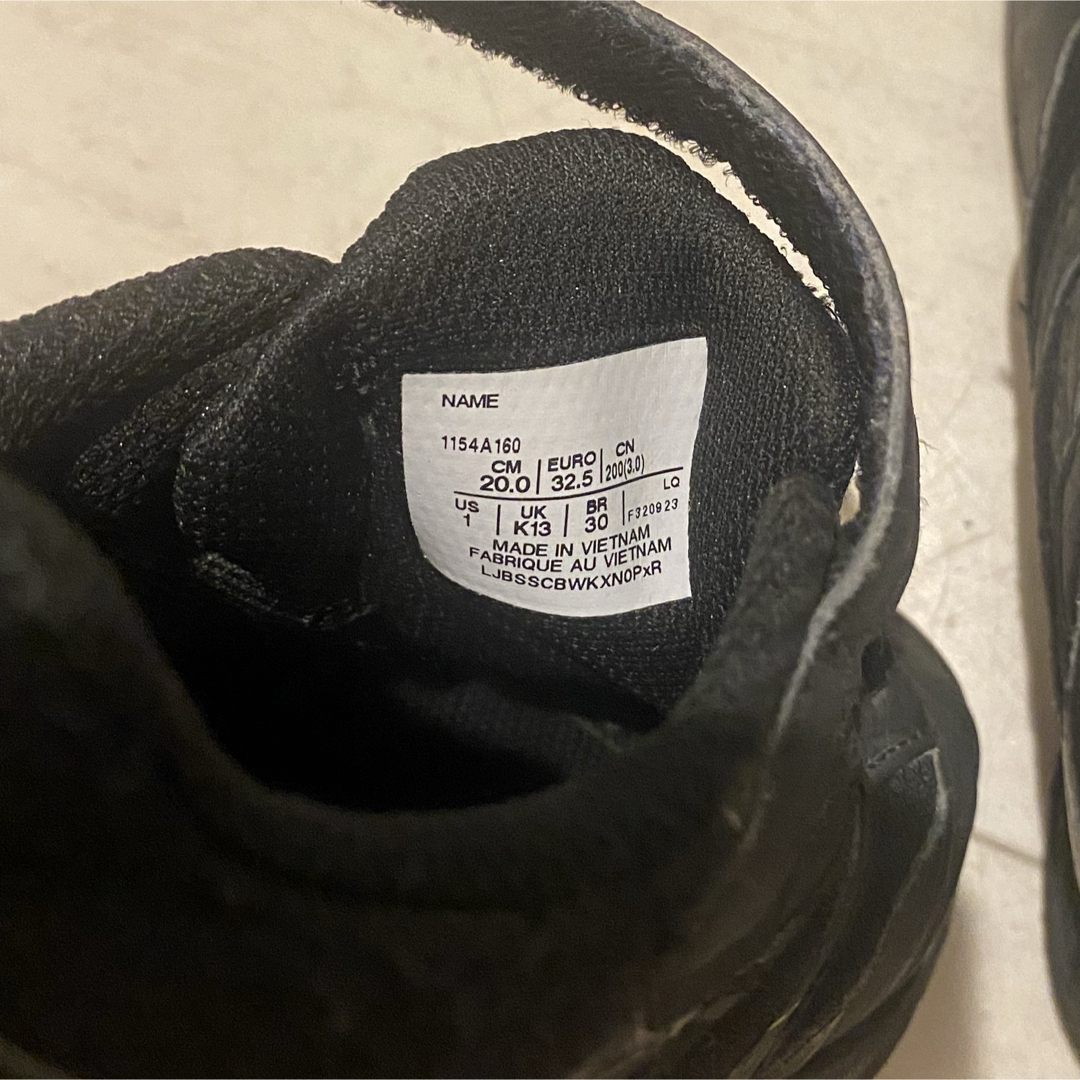 NAME
1154A160
CM EURO CN
20.0 32.5 200(3.0)
LQ
US UK BR
1 K13 30 F320923
MADE IN VIETNAM
FABRIQUE AU VIETNAM
LJBSSCBWKXN0PxR